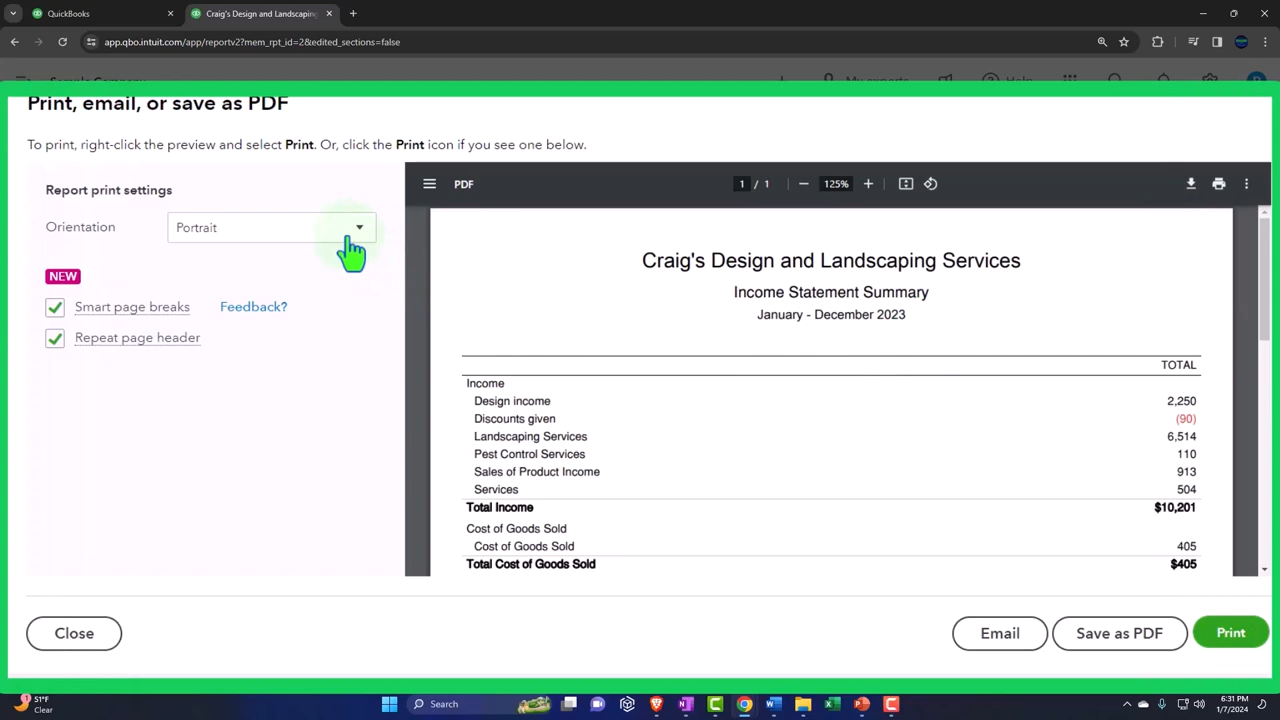 QuickBooks
Craig's Design and Landscaping
app.qbo.intuit.com/app/reportv2?mem_rpt_id=2&edited_sections=false
Sample Company
My experts
Help
Print, email, or save as PDF
To print, right-click the preview and select Print. Or, click the Print icon if you see one below.
Report print settings
Orientation
Portrait
NEW
Smart page breaks
Feedback?
Repeat page header
PDF
1 / 1
125%
Craig's Design and Landscaping Services
Income Statement Summary
January - December 2023
TOTAL
Income
Design income 2,250
Discounts given (90)
Landscaping Services 6,514
Pest Control Services 110
Sales of Product Income 913
Services 504
Total Income $10,201
Cost of Goods Sold
Cost of Goods Sold 405
Total Cost of Goods Sold $405
Close
Email
Save as PDF
Print
1
51°F
Clear
Search
6:31 PM
1/7/2024